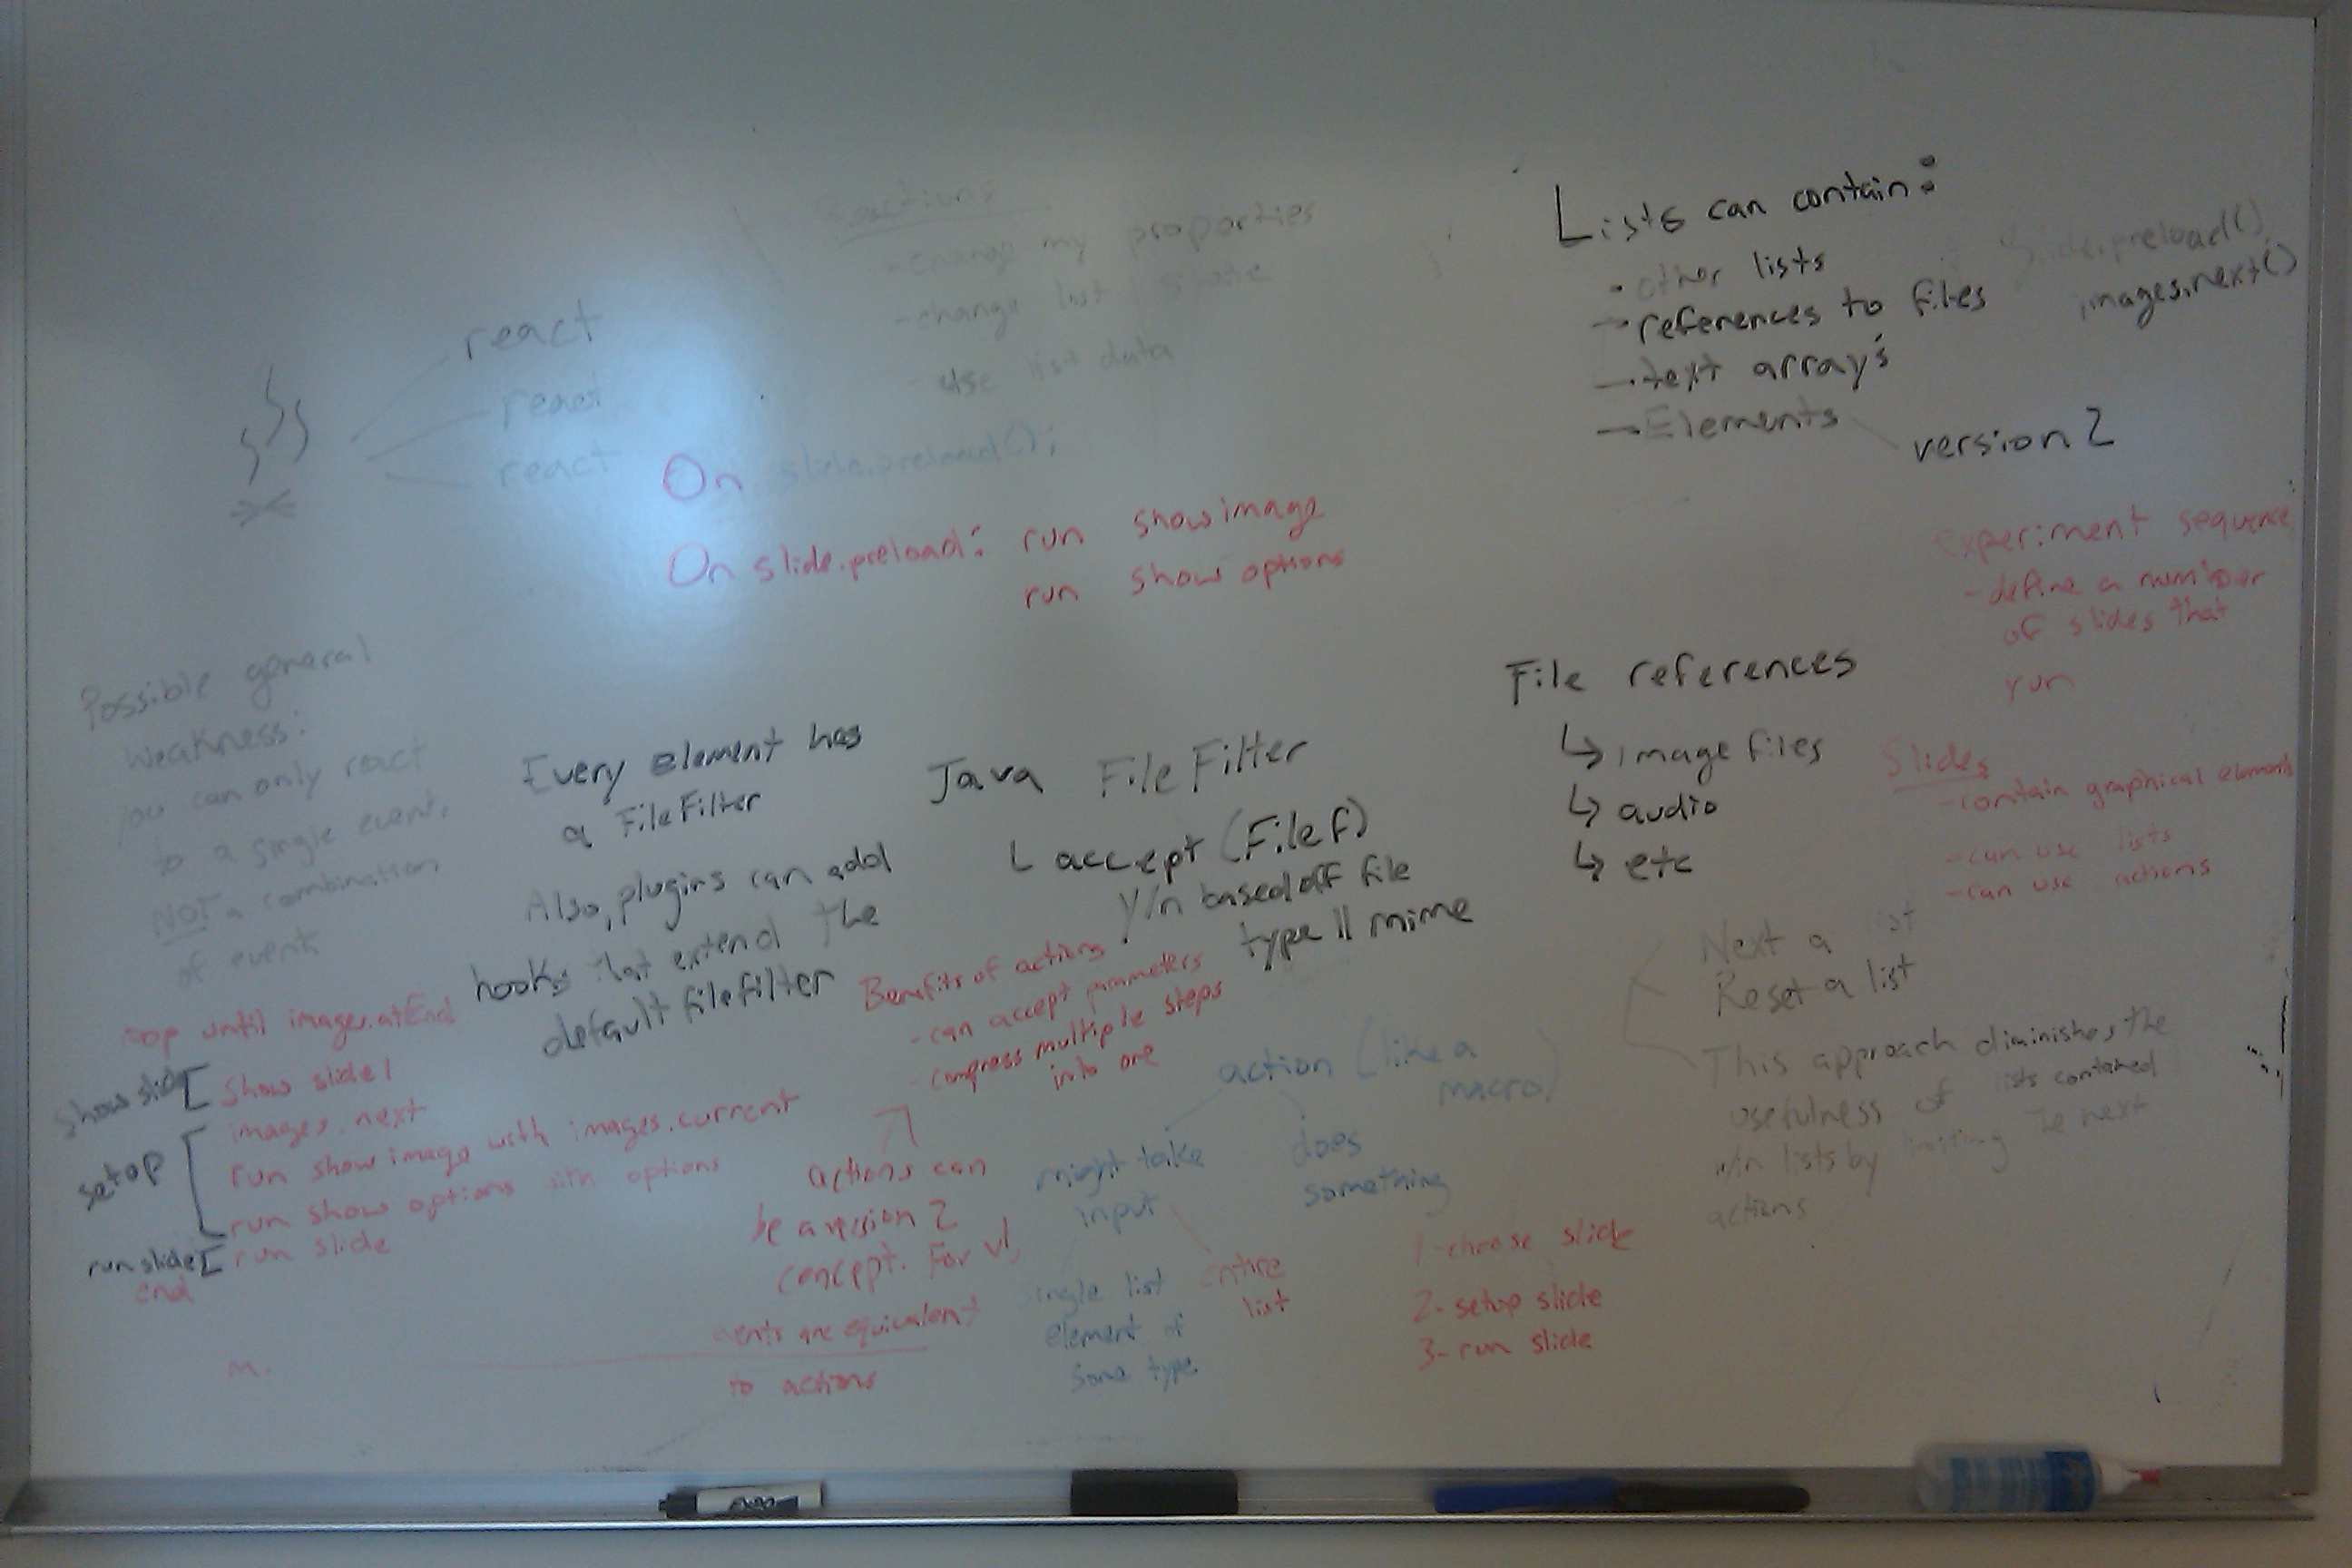 Reactions
- change my properties
- change list state
- use list data
react
react
react
On slide.preload();
On slide.preload: run showimage
run show options
Lists can contain:
• other lists
→ references to files
→ text arrays
→ Elements
version 2
slide.preload()
images.next()
experiment sequence
- define a number
of slides that
run
Possible general
weakness:
you can only react
to a single event,
NOT a combination
of events
Every element has
a FileFilter
Also, plugins can add
hooks that extend the
default filefilter
Java FileFilter
accept (File f)
y/n based off file
type || mime
File references
↳ image files
↳ audio
↳ etc
Slides
- contain graphical elements
- can use lists
- can use actions
Next a list
Reset a list
This approach diminishes the
usefulness of lists contained
w/in lists by limiting the next
actions
Benefits of actions
- can accept parameters
- compress multiple steps
into one
loop until images.atEnd
show slide [ Show slide 1
images.next
setup [ run show image with images.current
run show options with options
run slide [ run slide
end
actions can
be a version 2
concept. For v1,
events are equivalent
to actions
action (like a
macro)
might take
input
does
something
single list
element of
some type
entire
list
1 - choose slide
2 - setup slide
3 - run slide
m.
EXPO